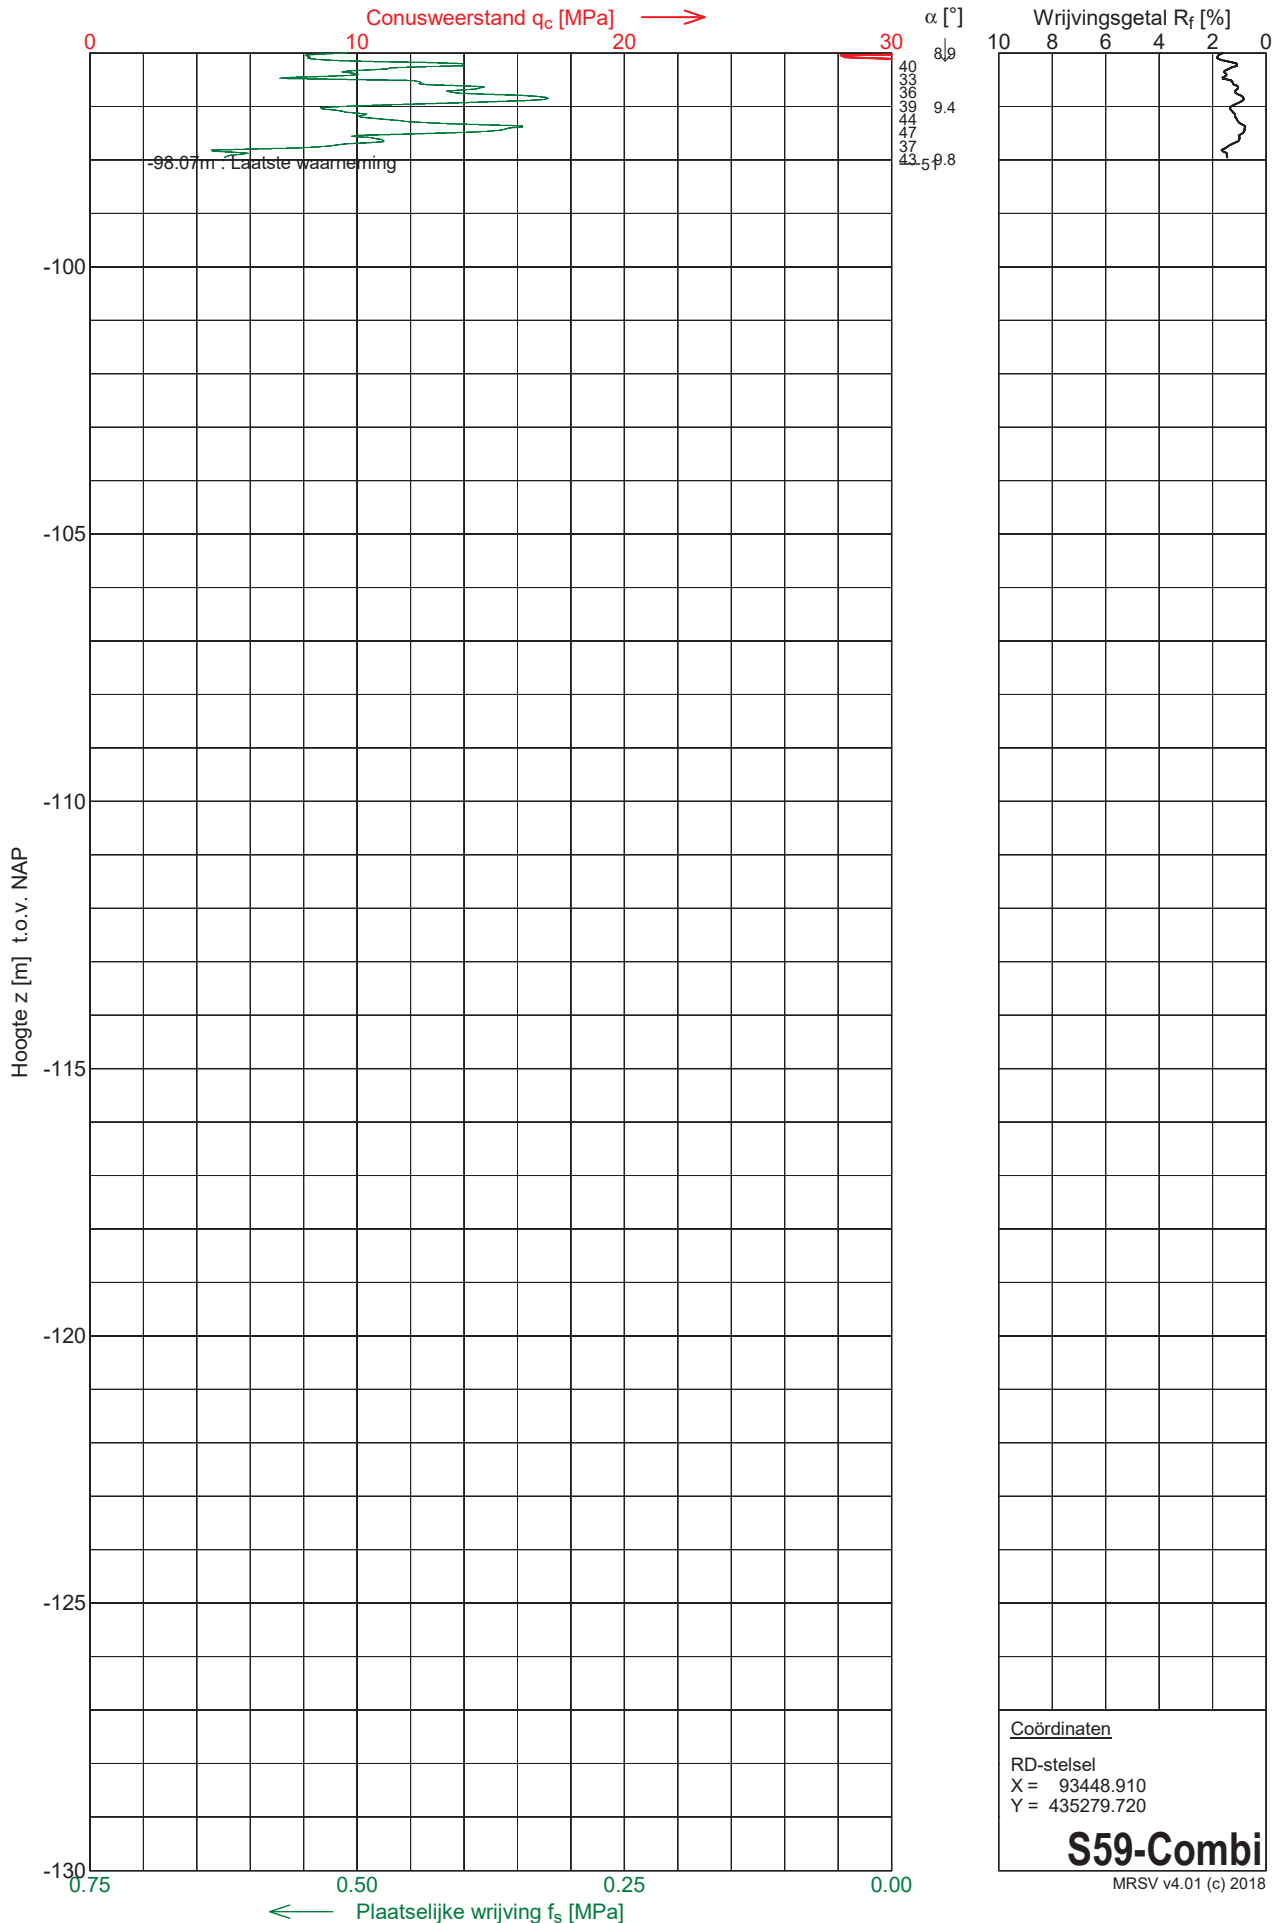 Conusweerstand qc [MPa]
α [°]
Wrijvingsgetal Rf [%]
0 10 20 30
10 8 6 4 2 0
8.9
40
33
36
39 9.4
44
47
37
43 9.8
51
-98.07m : Laatste waarneming
-100
-105
-110
Hoogte z [m] t.o.v. NAP
-115
-120
-125
-130
Coördinaten
RD-stelsel
X = 93448.910
Y = 435279.720
S59-Combi
MRSV v4.01 (c) 2018
0.75 0.50 0.25 0.00
Plaatselijke wrijving fs [MPa]